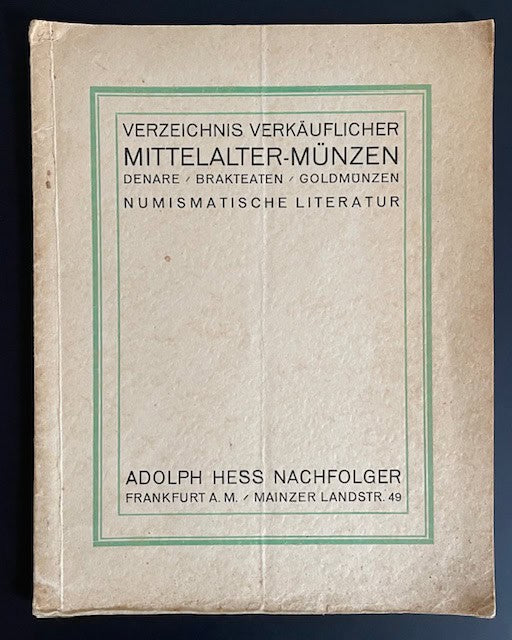 VERZEICHNIS VERKÄUFLICHER
MITTELALTER-MÜNZEN
DENARE / BRAKTEATEN / GOLDMÜNZEN
NUMISMATISCHE LITERATUR
ADOLPH HESS NACHFOLGER
FRANKFURT A. M. / MAINZER LANDSTR. 49